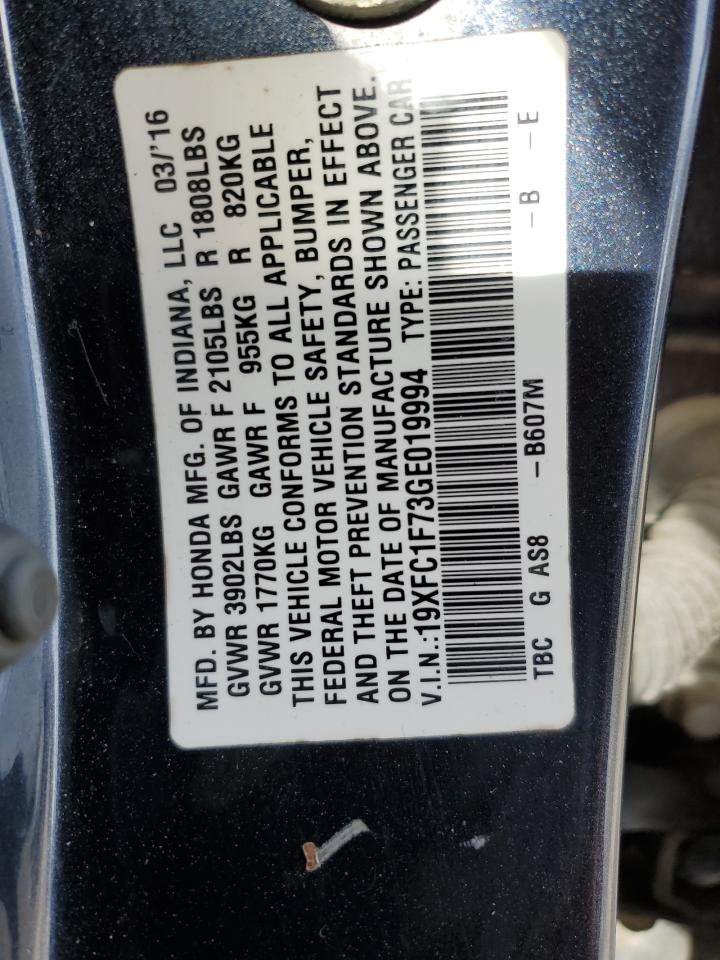 MFD. BY HONDA MFG. OF INDIANA, LLC 03/'16
GVWR 3902LBS GAWR F 2105LBS R 1808LBS
GVWR 1770KG GAWR F 955KG R 820KG
THIS VEHICLE CONFORMS TO ALL APPLICABLE
FEDERAL MOTOR VEHICLE SAFETY, BUMPER,
AND THEFT PREVENTION STANDARDS IN EFFECT
ON THE DATE OF MANUFACTURE SHOWN ABOVE.
V.I.N.:19XFC1F73GE019994 TYPE: PASSENGER CAR
TBC G AS8 -B607M -B -E